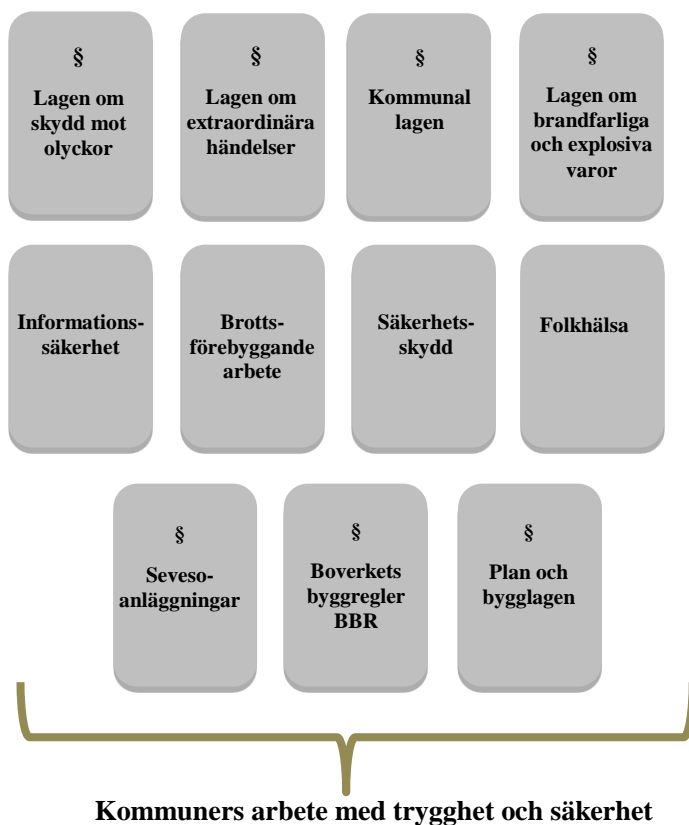 §
Lagen om
skydd mot
olyckor
§
Lagen om
extraordinära
händelser
§
Kommunal
lagen
§
Lagen om
brandfarliga
och explosiva
varor
Informations-
säkerhet
Brotts-
förebyggande
arbete
Säkerhets-
skydd
Folkhälsa
§
Seveso-
anläggningar
§
Boverkets
byggregler
BBR
§
Plan och
bygglagen
Kommuners arbete med trygghet och säkerhet